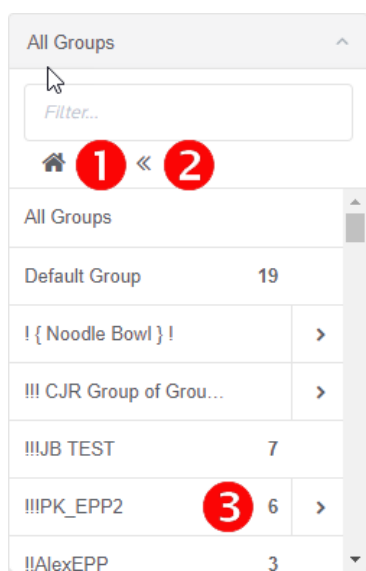 All Groups
Filter...
1 « 2
All Groups
Default Group 19
! { Noodle Bowl } !
!!! CJR Group of Grou...
!!!JB TEST 7
!!!PK_EPP2 3 6
!!AlexEPP 3